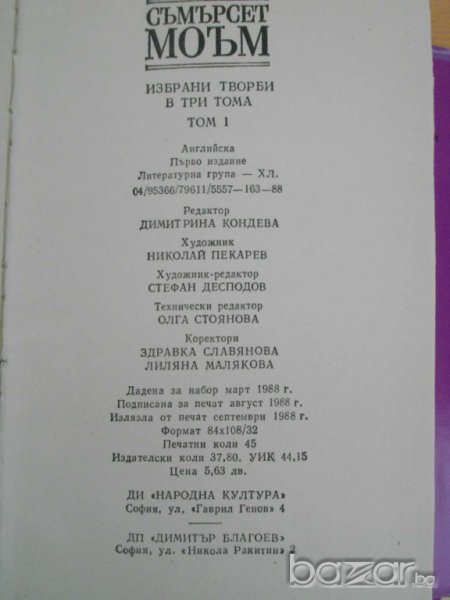 СЪМЪРСЕТ
МОЪМ
ИЗБРАНИ ТВОРБИ
В ТРИ ТОМА
ТОМ 1
Английска
Първо издание
Литературна група — ХЛ.
04/95366/79611/5557—163—88
Редактор
ДИМИТРИНА КОНДЕВА
Художник
НИКОЛАЙ ПЕКАРЕВ
Художник-редактор
СТЕФАН ДЕСПОДОВ
Технически редактор
ОЛГА СТОЯНОВА
Коректори
ЗДРАВКА СЛАВЯНОВА
ЛИЛЯНА МАЛЯКОВА
Дадена за набор март 1988 г.
Подписана за печат август 1988 г.
Излязла от печат септември 1988 г.
Формат 84х108/32
Печатни коли 45
Издателски коли 37,80. УИК 44,15
Цена 5,63 лв.
ДИ «НАРОДНА КУЛТУРА»
София, ул. «Гаврил Генов» 4
ДП «ДИМИТЪР БЛАГОЕВ»
София, ул. «Никола Ракитин» 2
bazar.bg